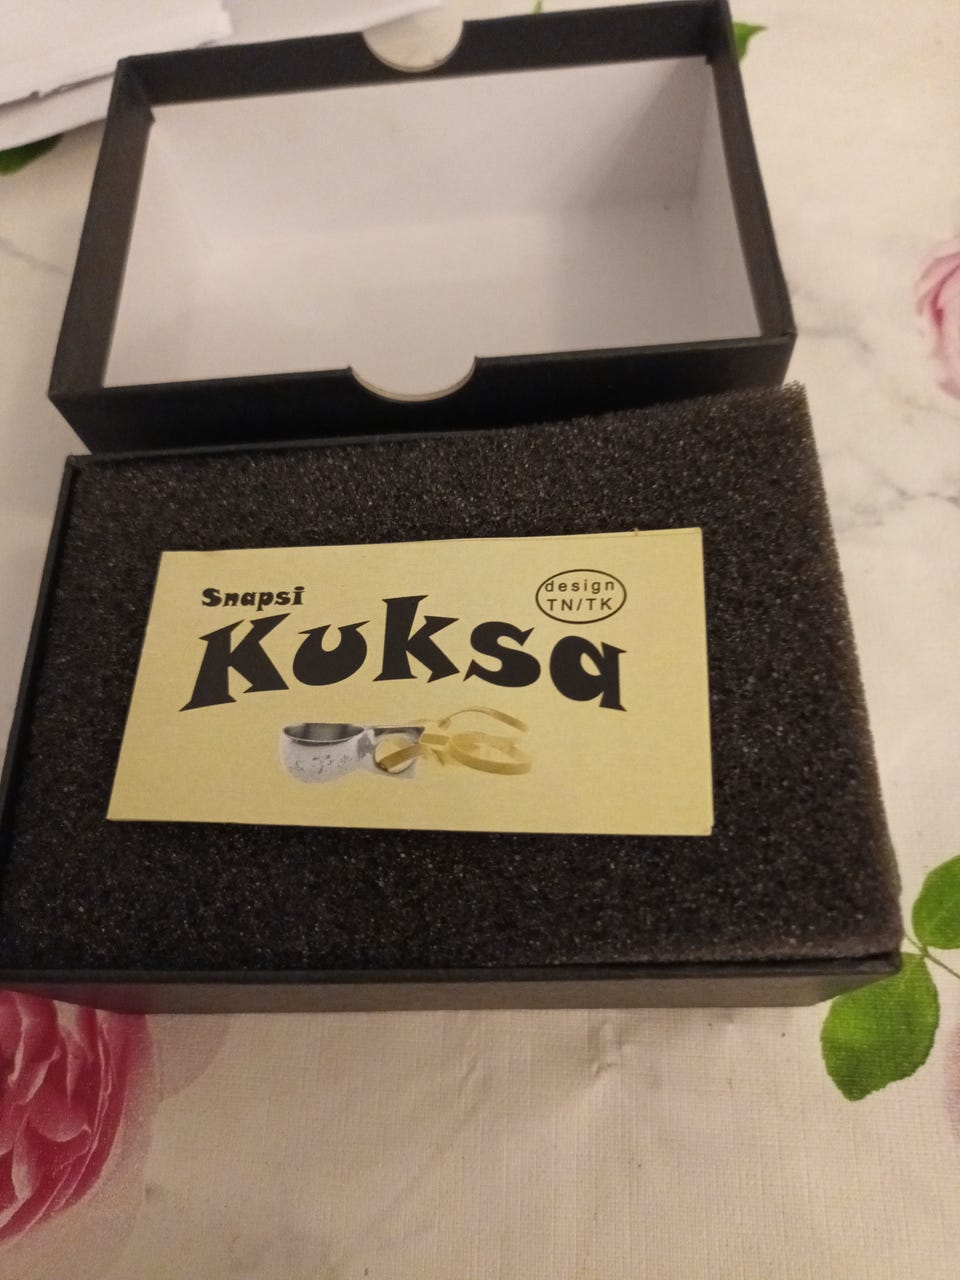 Snapsi
Kuksa
design
TN/TK